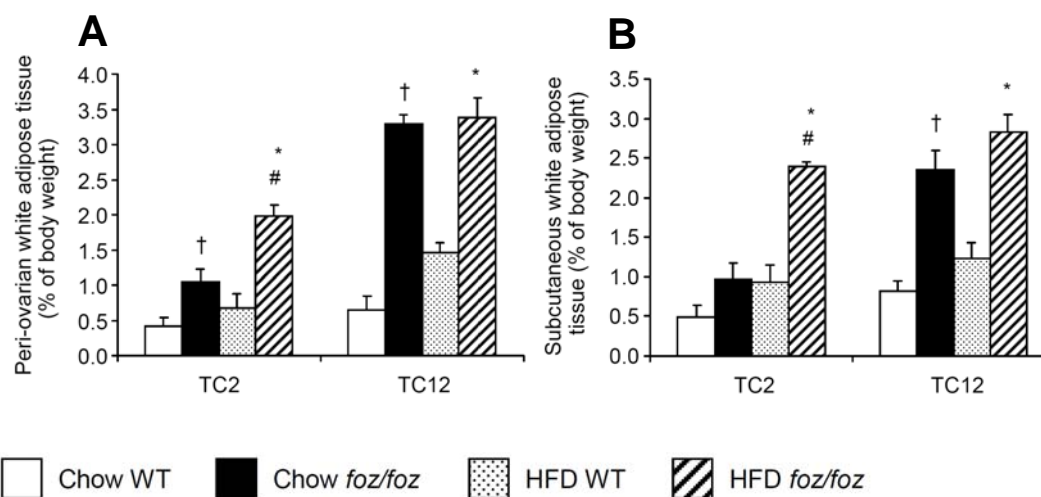 A
Peri-ovarian white adipose tissue
(% of body weight)
4.0
3.5
3.0
2.5
2.0
1.5
1.0
0.5
0.0
†
*
#
†
*
TC2
TC12
B
Subcutaneous white adipose
tissue (% of body weight)
3.5
3.0
2.5
2.0
1.5
1.0
0.5
0.0
*
#
†
*
TC2
TC12
Chow WT
Chow foz/foz
HFD WT
HFD foz/foz